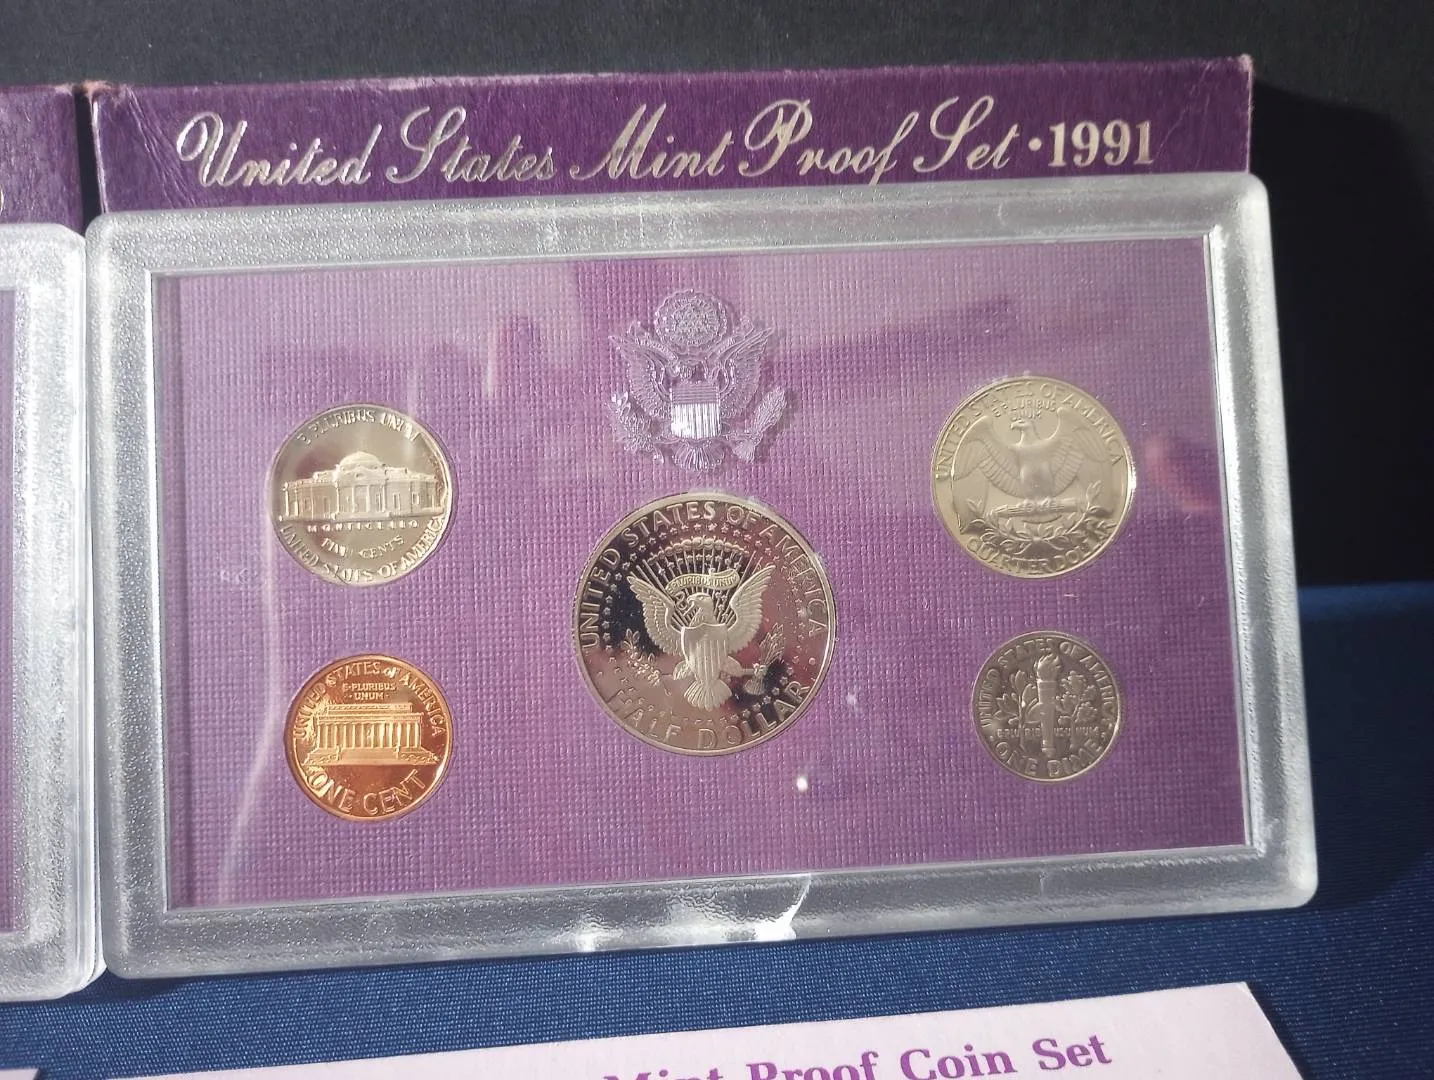 United States Mint Proof Set · 1991
E PLURIBUS UNUM
MONTICELLO
FIVE CENTS
UNITED STATES OF AMERICA
UNITED STATES OF AMERICA
E PLURIBUS
UNUM
QUARTER DOLLAR
UNITED STATES OF AMERICA
E PLURIBUS UNUM
HALF DOLLAR
UNITED STATES OF AMERICA
E·PLURIBUS
·UNUM·
ONE CENT
UNITED STATES OF AMERICA
E PLURIBUS UNUM
ONE DIME
Mint Proof Coin Set